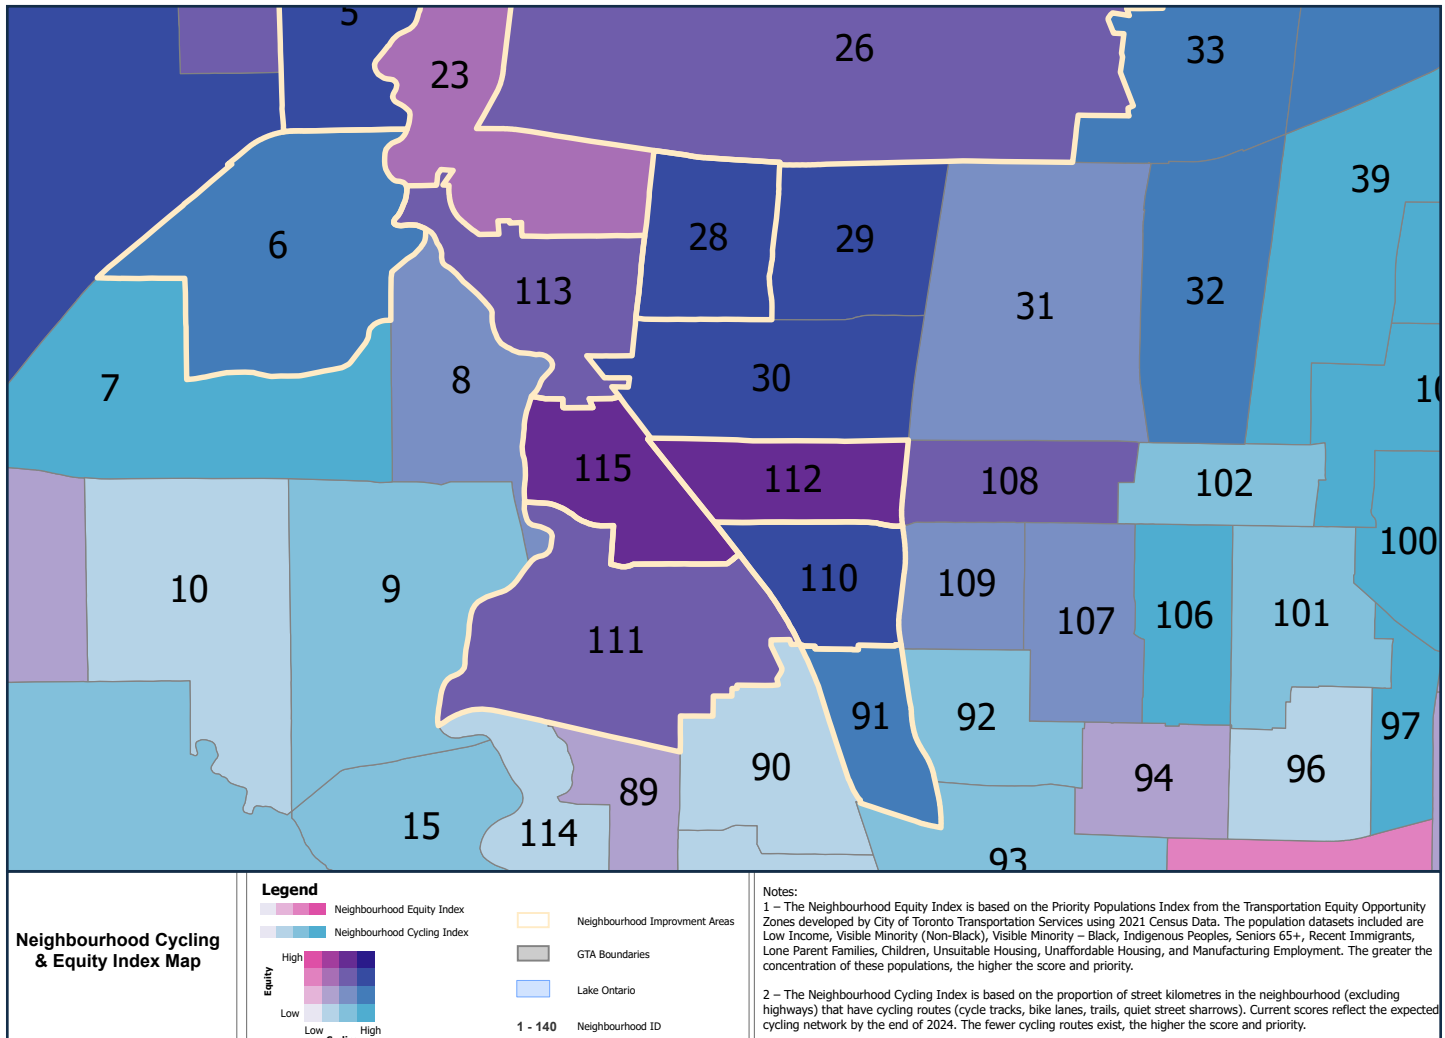 5
23
26
33
39
6
28
29
113
31
32
7
8
30
10
115
112
108
102
100
10
9
110
109
107
106
101
111
91
92
97
90
94
96
89
15
114
93
Neighbourhood Cycling
& Equity Index Map
Legend
Neighbourhood Equity Index
Neighbourhood Cycling Index
High
Equity
Low
Low High
Neighbourhood Improvment Areas
GTA Boundaries
Lake Ontario
1 - 140 Neighbourhood ID
Notes:
1 – The Neighbourhood Equity Index is based on the Priority Populations Index from the Transportation Equity Opportunity
Zones developed by City of Toronto Transportation Services using 2021 Census Data. The population datasets included are
Low Income, Visible Minority (Non-Black), Visible Minority – Black, Indigenous Peoples, Seniors 65+, Recent Immigrants,
Lone Parent Families, Children, Unsuitable Housing, Unaffordable Housing, and Manufacturing Employment. The greater the
concentration of these populations, the higher the score and priority.
2 – The Neighbourhood Cycling Index is based on the proportion of street kilometres in the neighbourhood (excluding
highways) that have cycling routes (cycle tracks, bike lanes, trails, quiet street sharrows). Current scores reflect the expected
cycling network by the end of 2024. The fewer cycling routes exist, the higher the score and priority.